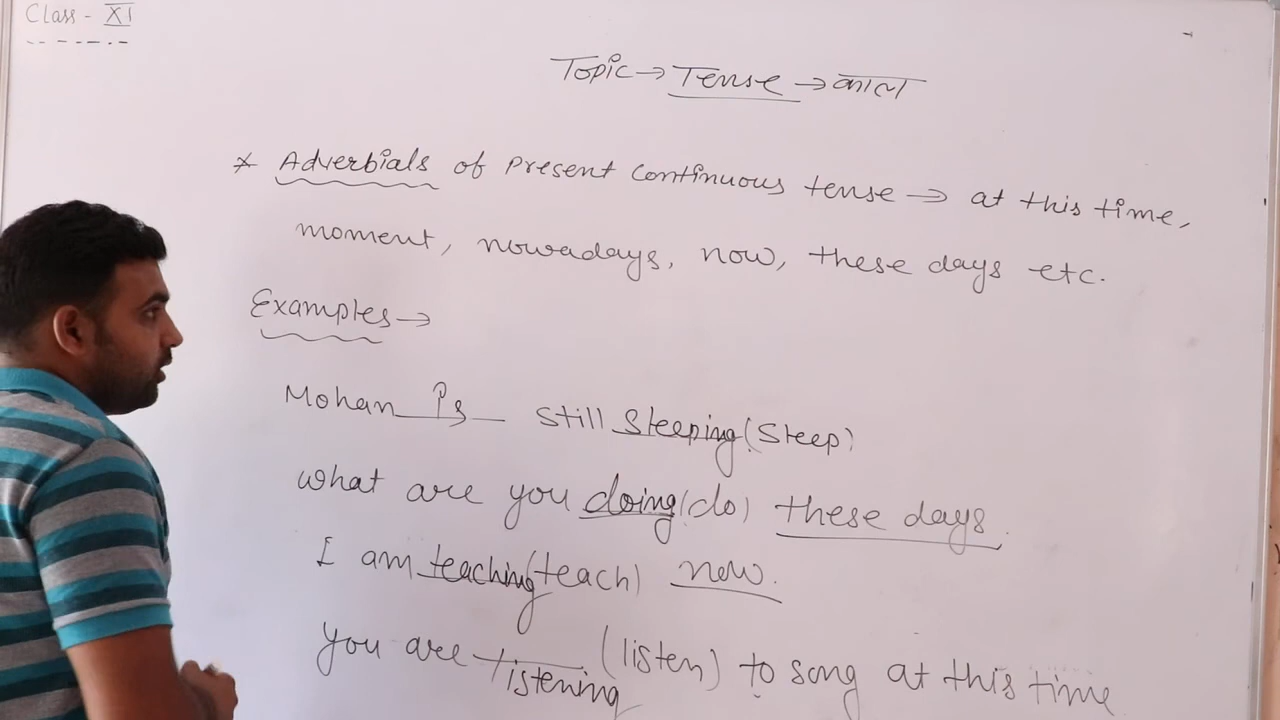 Class - XI
Topic → Tense → काल
* Adverbials of Present Continuous tense → at this time,
moment, nowadays, now, these days etc.
Examples →
Mohan is still sleeping (sleep)
what are you doing (do) these days.
I am teaching (teach) now.
you are listening (listen) to song at this time